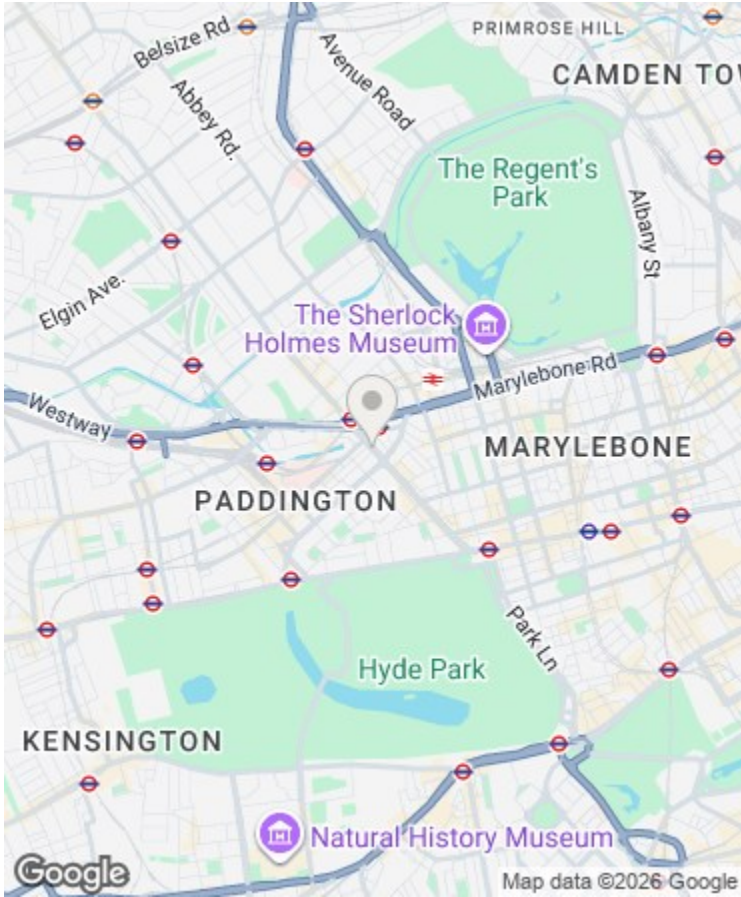 PRIMROSE HILL
Belsize Rd
Avenue Road
CAMDEN TOW
Abbey Rd.
The Regent's
Park
Albany St
Elgin Ave.
The Sherlock
Holmes Museum
Marylebone Rd
Westway
MARYLEBONE
PADDINGTON
Park Ln
Hyde Park
KENSINGTON
Natural History Museum
Google
Map data ©2026 Google